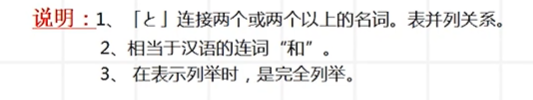 说明：1、「と」连接两个或两个以上的名词。表并列关系。
2、相当于汉语的连词“和”。
3、 在表示列举时，是完全列举。